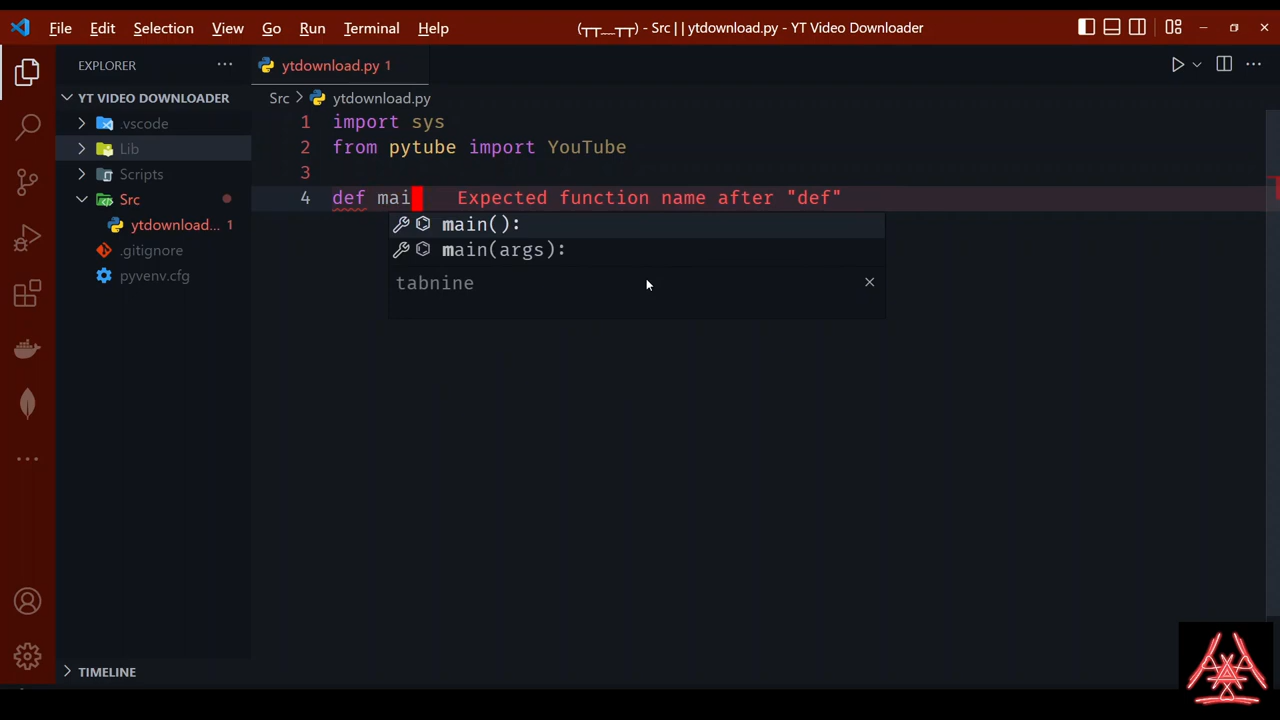 File Edit Selection View Go Run Terminal Help (┬┬﹏┬┬) - Src | | ytdownload.py - YT Video Downloader
EXPLORER
ytdownload.py 1
YT VIDEO DOWNLOADER
Src > ytdownload.py
.vscode
Lib
Scripts
Src
ytdownload... 1
.gitignore
pyvenv.cfg
1 import sys
2 from pytube import YouTube
3
4 def mai Expected function name after "def"
main():
main(args):
tabnine
TIMELINE